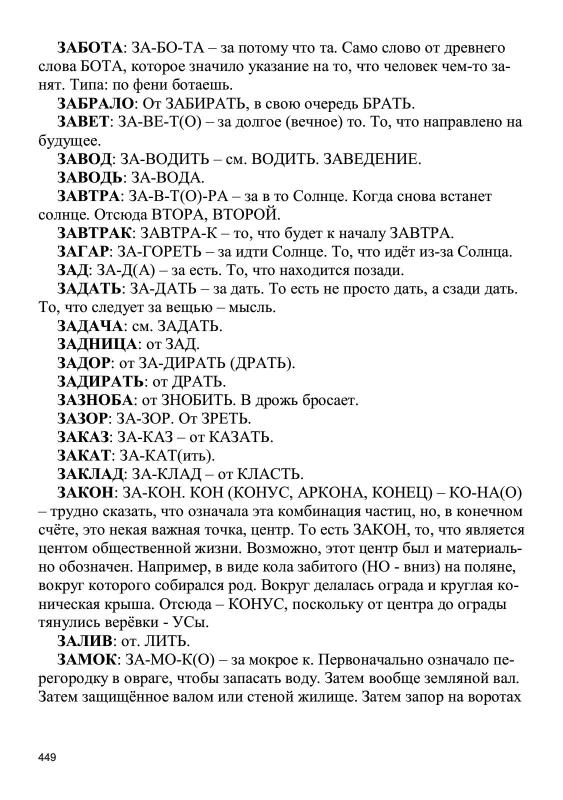 ЗАБОТА: ЗА-БО-ТА – за потому что та. Само слово от древнего
слова БОТА, которое значило указание на то, что человек чем-то за-
нят. Типа: по фени ботаешь.
ЗАБРАЛО: От ЗАБИРАТЬ, в свою очередь БРАТЬ.
ЗАВЕТ: ЗА-ВЕ-Т(О) – за долгое (вечное) то. То, что направлено на
будущее.
ЗАВОД: ЗА-ВОДИТЬ – см. ВОДИТЬ. ЗАВЕДЕНИЕ.
ЗАВОДЬ: ЗА-ВОДА.
ЗАВТРА: ЗА-В-Т(О)-РА – за в то Солнце. Когда снова встанет
солнце. Отсюда ВТОРА, ВТОРОЙ.
ЗАВТРАК: ЗАВТРА-К – то, что будет к началу ЗАВТРА.
ЗАГАР: ЗА-ГОРЕТЬ – за идти Солнце. То, что идёт из-за Солнца.
ЗАД: ЗА-Д(А) – за есть. То, что находится позади.
ЗАДАТЬ: ЗА-ДАТЬ – за дать. То есть не просто дать, а сзади дать.
То, что следует за вещью – мысль.
ЗАДАЧА: см. ЗАДАТЬ.
ЗАДНИЦА: от ЗАД.
ЗАДОР: от ЗА-ДИРАТЬ (ДРАТЬ).
ЗАДИРАТЬ: от ДРАТЬ.
ЗАЗНОБА: от ЗНОБИТЬ. В дрожь бросает.
ЗАЗОР: ЗА-ЗОР. От ЗРЕТЬ.
ЗАКАЗ: ЗА-КАЗ – от КАЗАТЬ.
ЗАКАТ: ЗА-КАТ(ить).
ЗАКЛАД: ЗА-КЛАД – от КЛАСТЬ.
ЗАКОН: ЗА-КОН. КОН (КОНУС, АРКОНА, КОНЕЦ) – КО-НА(О)
– трудно сказать, что означала эта комбинация частиц, но, в конечном
счёте, это некая важная точка, центр. То есть ЗАКОН, то, что является
центом общественной жизни. Возможно, этот центр был и материаль-
но обозначен. Например, в виде кола забитого (НО - вниз) на поляне,
вокруг которого собирался род. Вокруг делалась ограда и круглая ко-
ническая крыша. Отсюда – КОНУС, поскольку от центра до ограды
тянулись верёвки - УСы.
ЗАЛИВ: от. ЛИТЬ.
ЗАМОК: ЗА-МО-К(О) – за мокрое к. Первоначально означало пе-
регородку в овраге, чтобы запасать воду. Затем вообще земляной вал.
Затем защищённое валом или стеной жилище. Затем запор на воротах
449